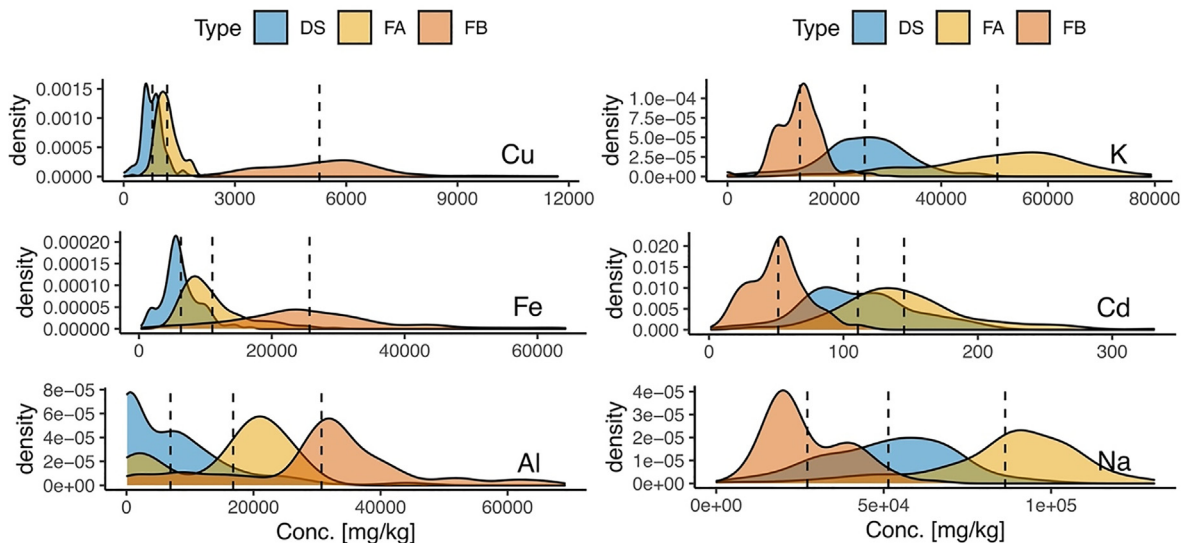 Type DS FA FB
Type DS FA FB
density
0.0015
0.0010
0.0005
0.0000
Cu
0 3000 6000 9000 12000
density
1.0e−04
7.5e−05
5.0e−05
2.5e−05
0.0e+00
K
0 20000 40000 60000 80000
density
0.00020
0.00015
0.00010
0.00005
0.00000
Fe
0 20000 40000 60000
density
0.020
0.015
0.010
0.005
0.000
Cd
0 100 200 300
density
8e−05
6e−05
4e−05
2e−05
0e+00
Al
0 20000 40000 60000
Conc. [mg/kg]
density
4e−05
3e−05
2e−05
1e−05
0e+00
Na
0e+00 5e+04 1e+05
Conc. [mg/kg]